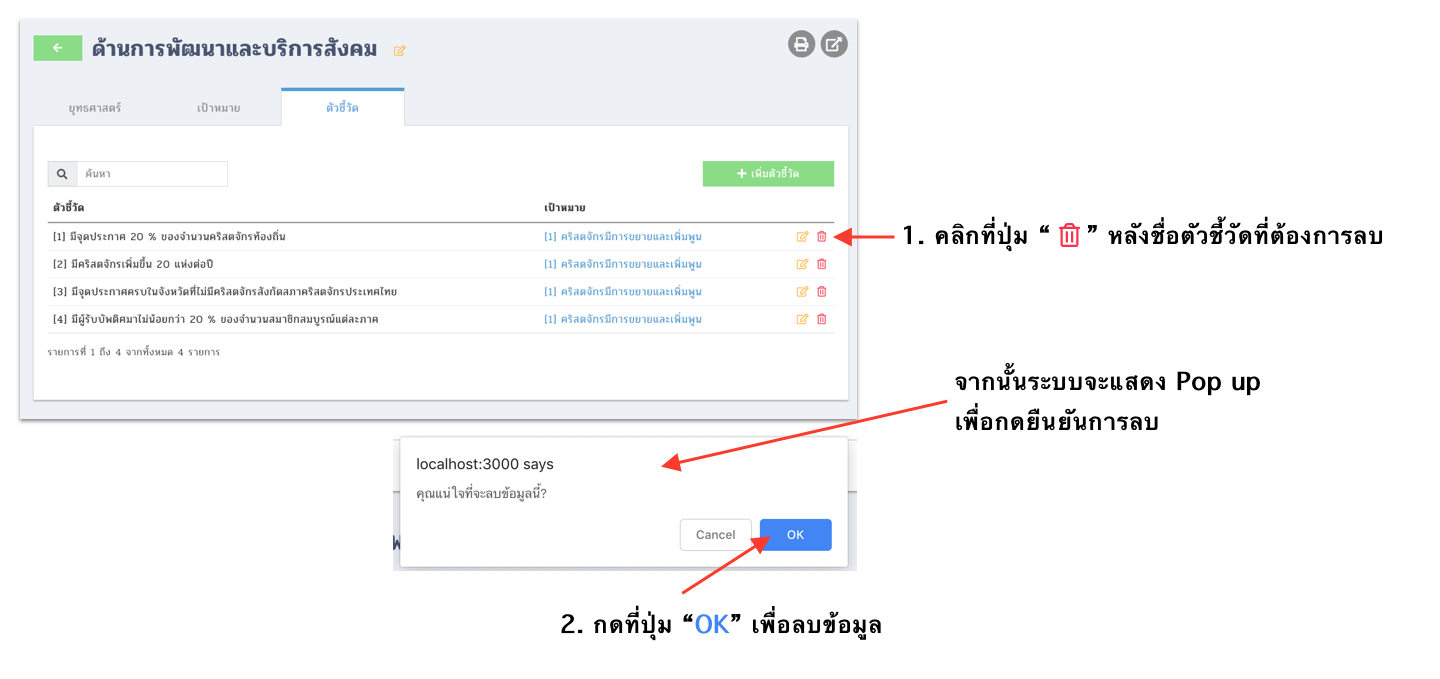 ด้านการพัฒนาและบริการสังคม
ยุทธศาสตร์ เป้าหมาย ตัวชี้วัด
ค้นหา + เพิ่มตัวชี้วัด
ตัวชี้วัด เป้าหมาย
[1] มีจุดประกาศ 20 % ของจำนวนคริสตจักรท้องถิ่น [1] คริสตจักรมีการขยายและเพิ่มพูน
[2] มีคริสตจักรเพิ่มขึ้น 20 แห่งต่อปี [1] คริสตจักรมีการขยายและเพิ่มพูน
[3] มีจุดประกาศครบในจังหวัดที่ไม่มีคริสตจักรสังกัดสภาคริสตจักรประเทศไทย [1] คริสตจักรมีการขยายและเพิ่มพูน
[4] มีผู้รับบัพติศมาไม่น้อยกว่า 20 % ของจำนวนสมาชิกสมบูรณ์แต่ละภาค [1] คริสตจักรมีการขยายและเพิ่มพูน
รายการที่ 1 ถึง 4 จากทั้งหมด 4 รายการ
1. คลิกที่ปุ่ม “ ” หลังชื่อตัวชี้วัดที่ต้องการลบ
จากนั้นระบบจะแสดง Pop up
เพื่อกดยืนยันการลบ
localhost:3000 says
คุณแน่ใจที่จะลบข้อมูลนี้?
Cancel OK
2. กดที่ปุ่ม “OK” เพื่อลบข้อมูล